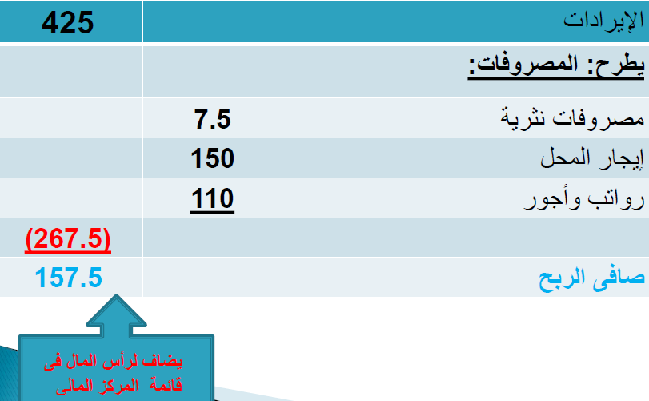 الإيرادات 425
يطرح: المصروفات:
مصروفات نثرية 7.5
إيجار المحل 150
رواتب وأجور 110
(267.5)
صافى الربح 157.5
يضاف لرأس المال فى
قائمة المركز المالى